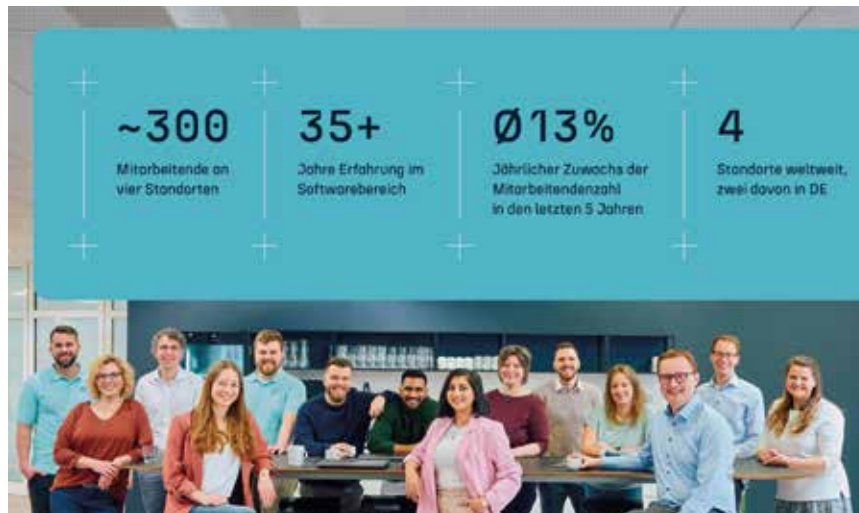 ~300
Mitarbeitende an
vier Standorten
35+
Jahre Erfahrung im
Softwarebereich
Ø13%
Jährlicher Zuwachs der
Mitarbeitendenzahl
in den letzten 5 Jahren
4
Standorte weltweit,
zwei davon in DE